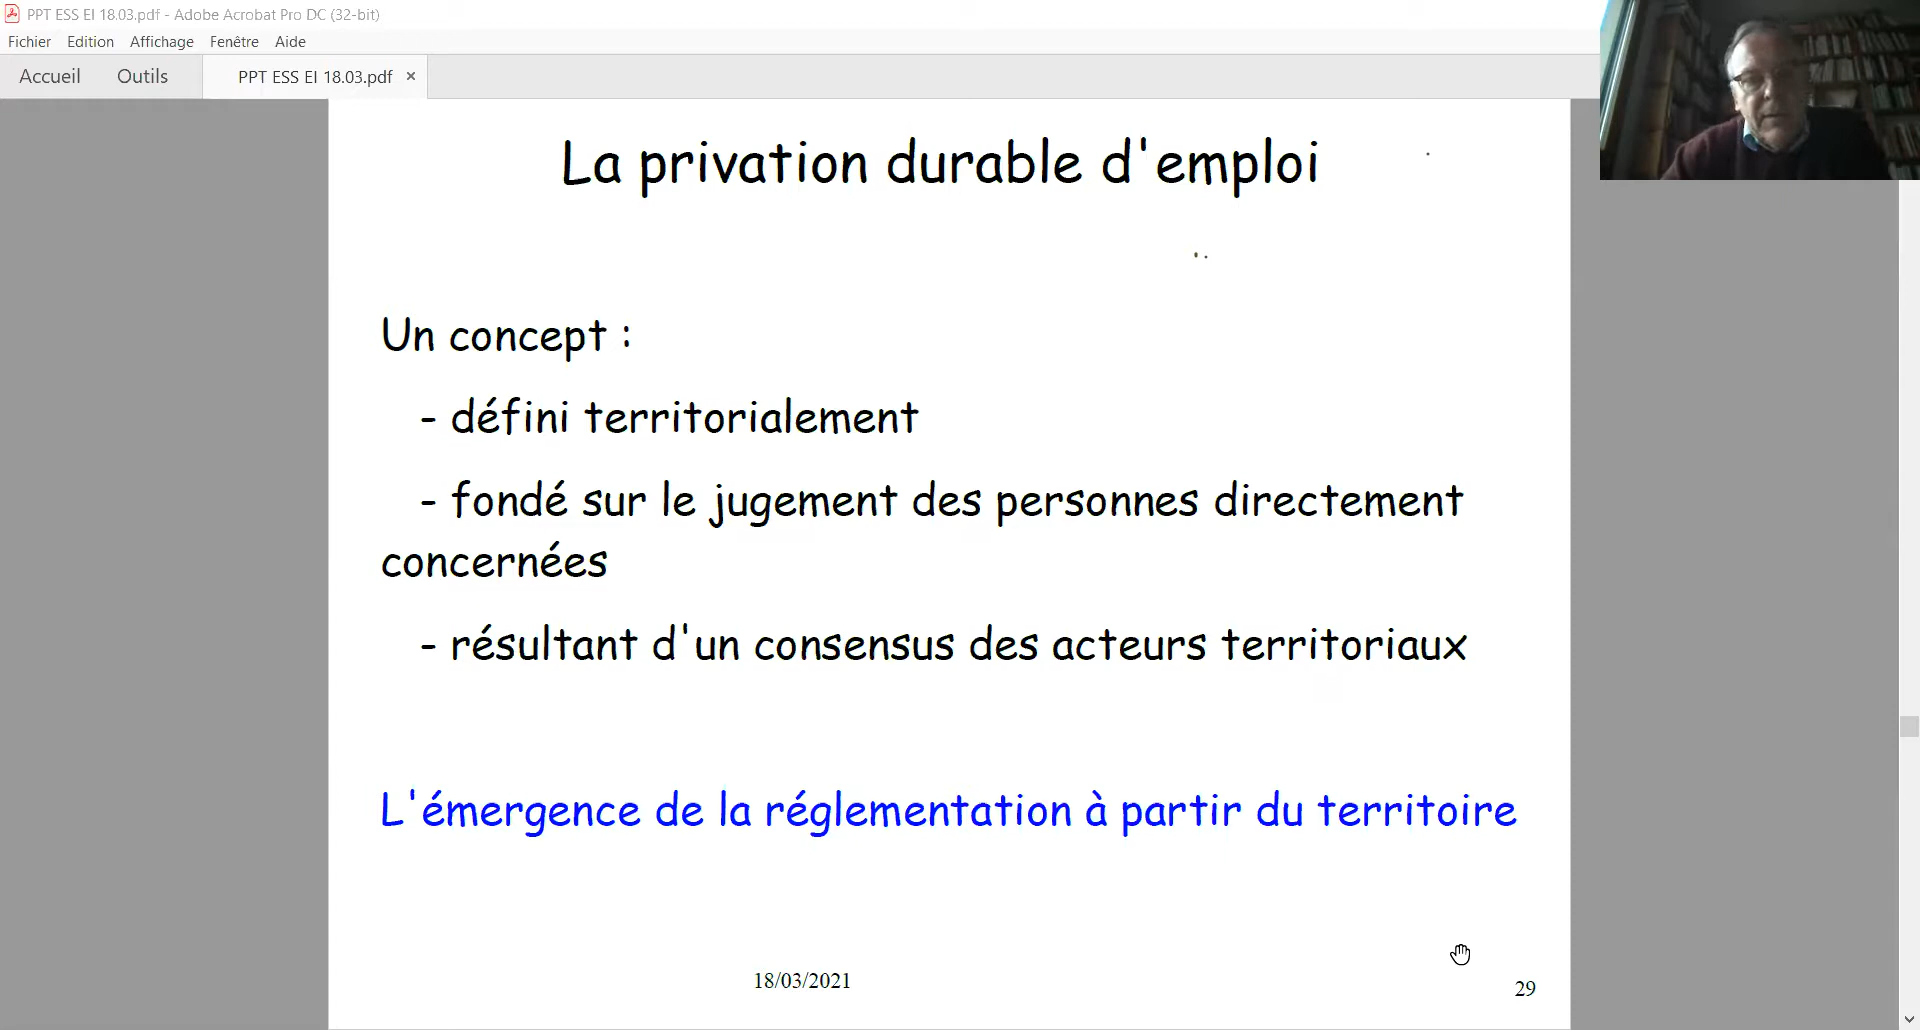 PPT ESS EI 18.03.pdf - Adobe Acrobat Pro DC (32-bit)
Fichier Edition Affichage Fenêtre Aide
Accueil Outils PPT ESS EI 18.03.pdf ×
La privation durable d'emploi
Un concept :
- défini territorialement
- fondé sur le jugement des personnes directement
concernées
- résultant d'un consensus des acteurs territoriaux
L'émergence de la réglementation à partir du territoire
18/03/2021
29